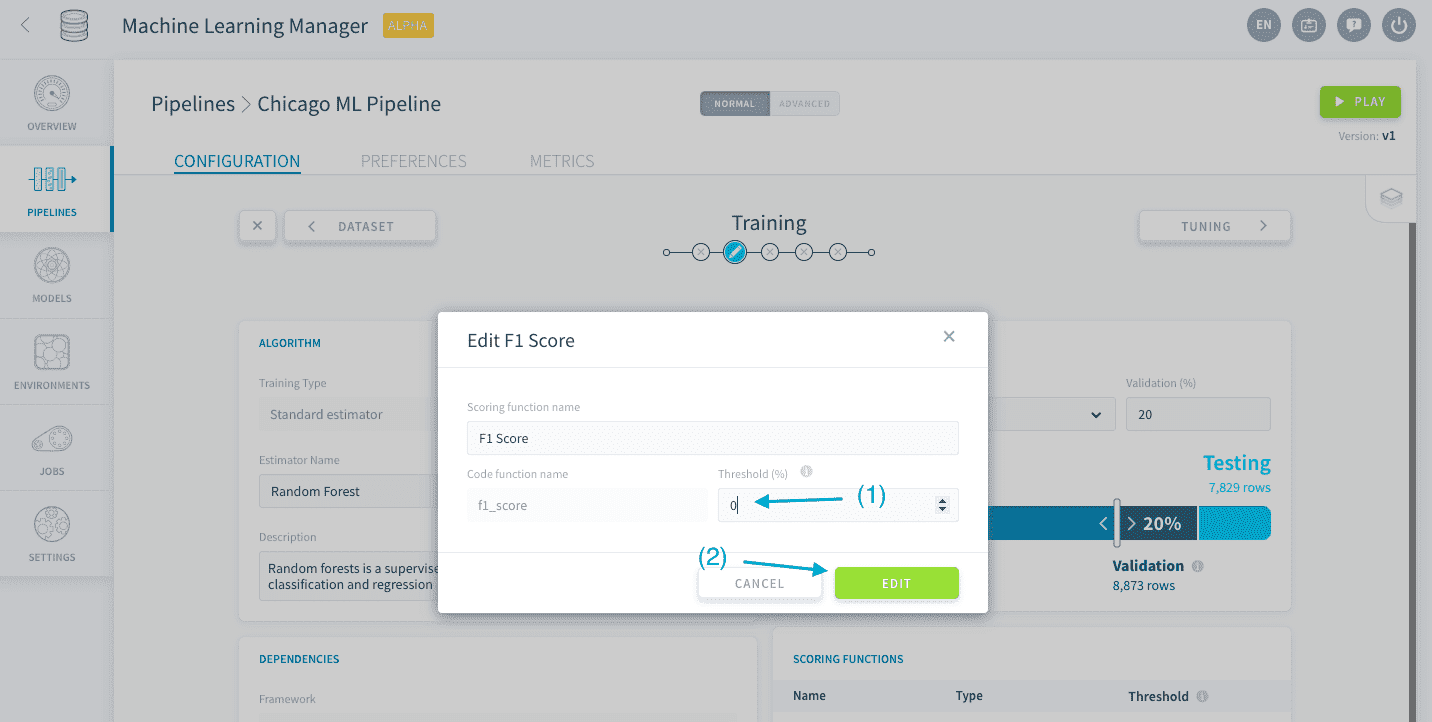 Machine Learning Manager ALPHA
EN
Pipelines > Chicago ML Pipeline
NORMAL ADVANCED
PLAY
Version: v1
OVERVIEW
PIPELINES
MODELS
ENVIRONMENTS
JOBS
SETTINGS
CONFIGURATION PREFERENCES METRICS
DATASET
Training
TUNING
ALGORITHM
Training Type
Standard estimator
Estimator Name
Random Forest
Description
Random forests is a supervise
classification and regression
Edit F1 Score
Scoring function name
F1 Score
Code function name
f1_score
Threshold (%)
0
(1)
(2)
CANCEL
EDIT
Validation (%)
20
Testing
7,829 rows
20%
Validation
8,873 rows
DEPENDENCIES
Framework
SCORING FUNCTIONS
Name Type Threshold